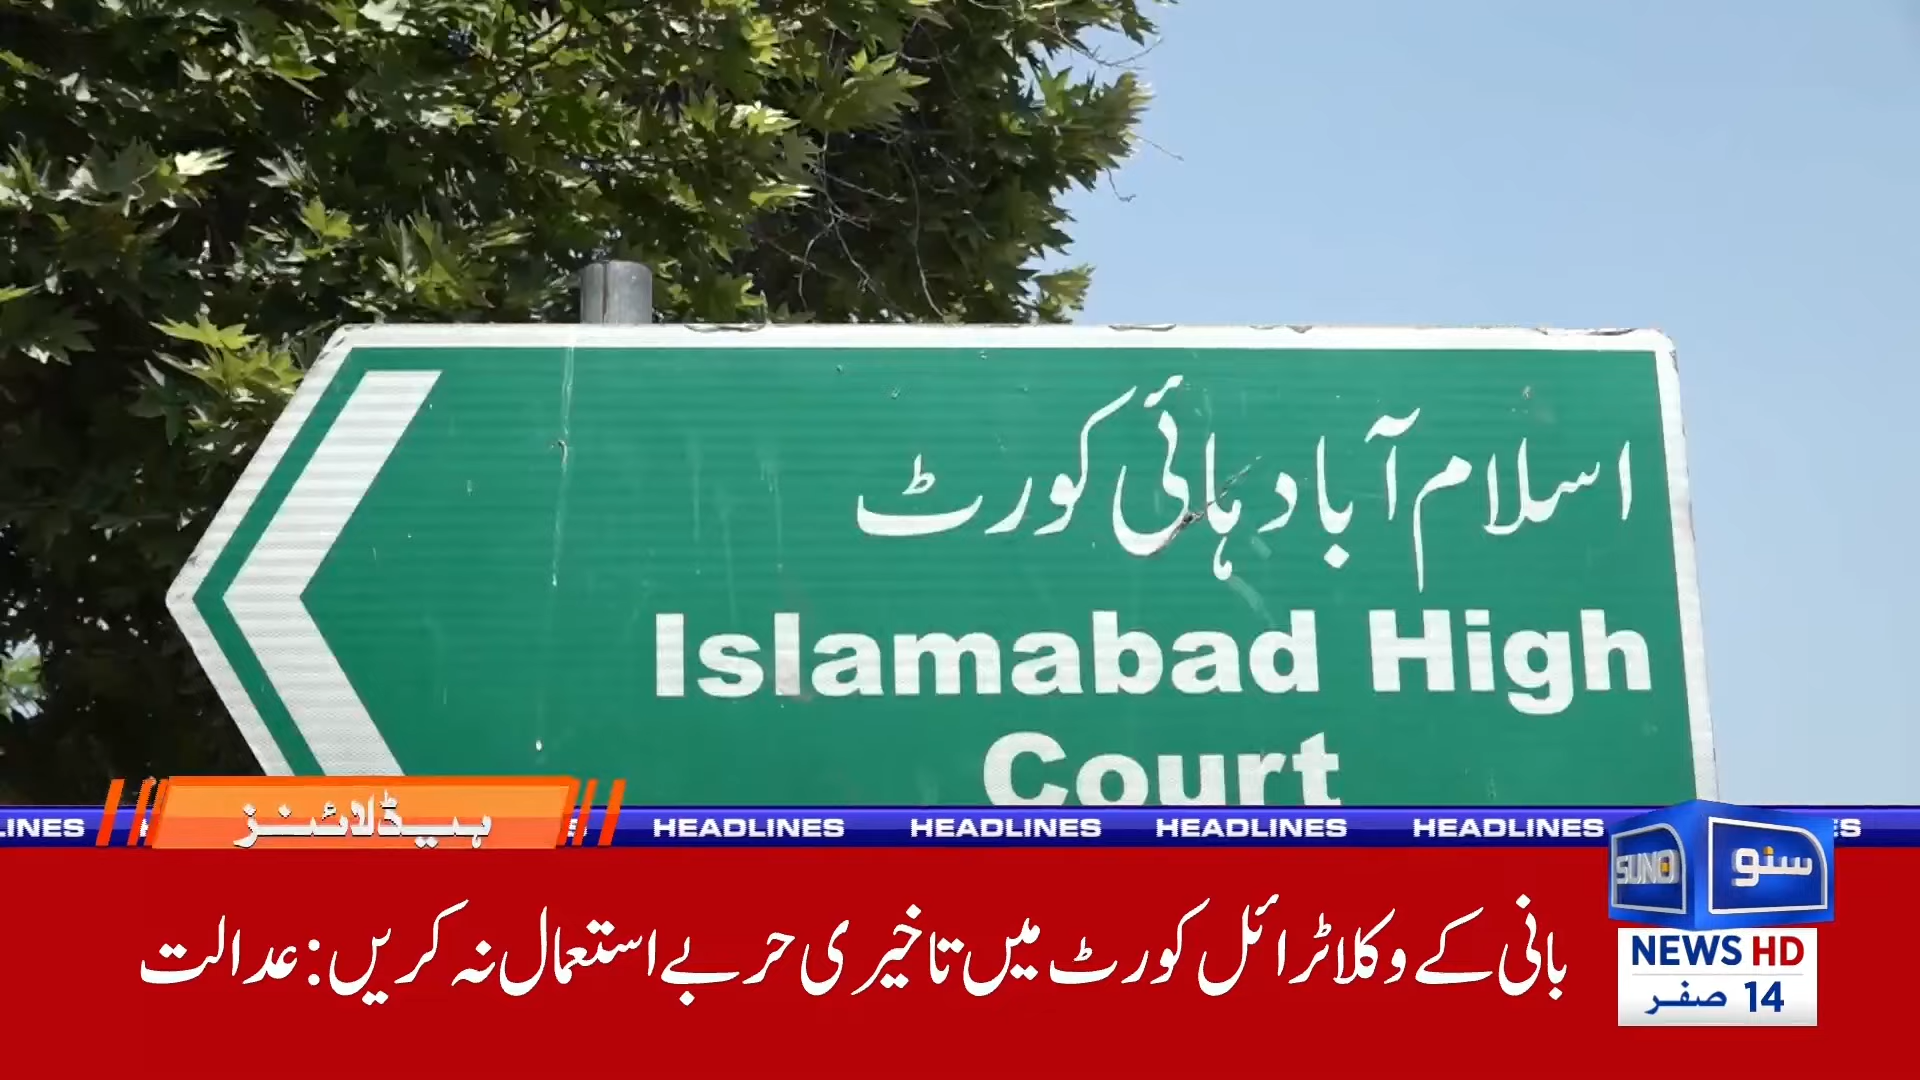 اسلام آباد ہائی کورٹ
Islamabad High
Court
ہیڈلائنز
HEADLINES HEADLINES HEADLINES HEADLINES
بانی کے وکلا ٹرائل کورٹ میں تاخیری حربے استعمال نہ کریں: عدالت
SUNO سنو
NEWS HD
14 صفر